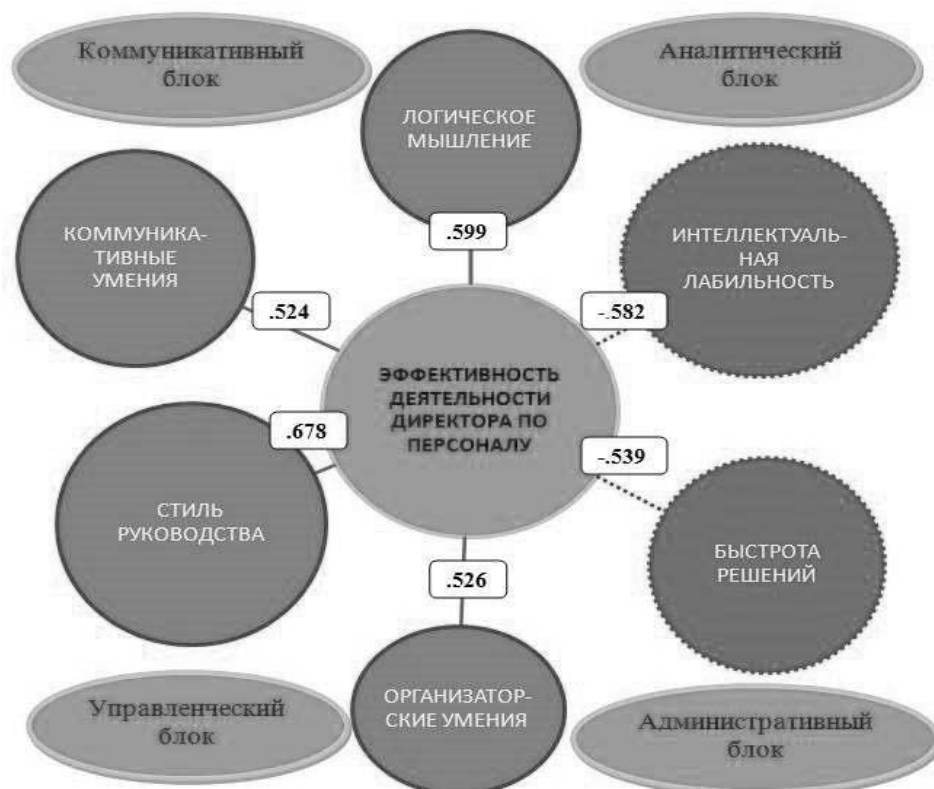 Коммуникативный
блок
Аналитический
блок
ЛОГИЧЕСКОЕ
МЫШЛЕНИЕ
КОММУНИКА-
ТИВНЫЕ
УМЕНИЯ
ИНТЕЛЛЕКТУАЛЬ-
НАЯ
ЛАБИЛЬНОСТЬ
.599
.524
-.582
ЭФФЕКТИВНОСТЬ
ДЕЯТЕЛЬНОСТИ
ДИРЕКТОРА ПО
ПЕРСОНАЛУ
.678
-.539
СТИЛЬ
РУКОВОДСТВА
БЫСТРОТА
РЕШЕНИЙ
.526
ОРГАНИЗАТОР-
СКИЕ УМЕНИЯ
Управленческий
блок
Административный
блок